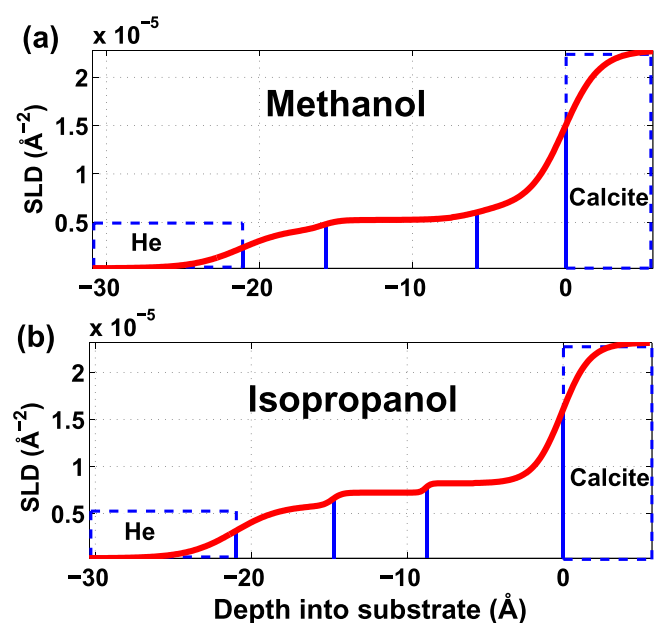 (a)
x 10⁻⁵
2
1.5
1
0.5
SLD (Å⁻²)
Methanol
He
Calcite
−30 −20 −10 0
(b)
x 10⁻⁵
2
1.5
1
0.5
SLD (Å⁻²)
Isopropanol
He
Calcite
−30 −20 −10 0
Depth into substrate (Å)